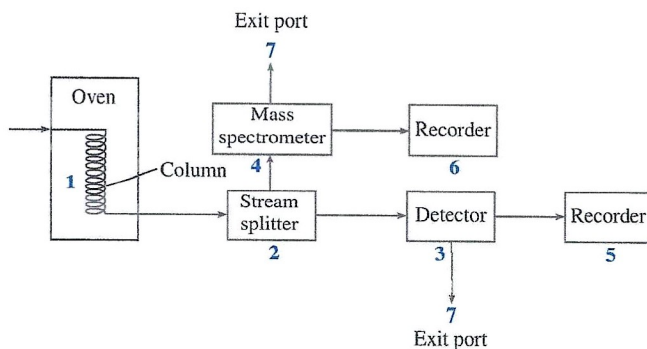 Exit port
7
Oven
Mass
spectrometer
Recorder
4
6
1
Column
Stream
splitter
Detector
Recorder
2
3
5
7
Exit port